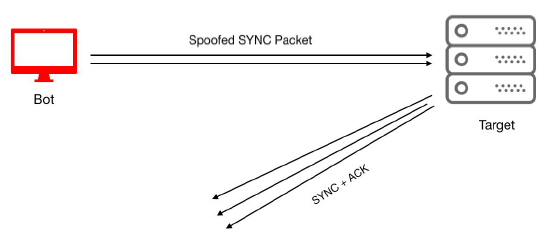 Spoofed SYNC Packet
Bot
Target
SYNC + ACK